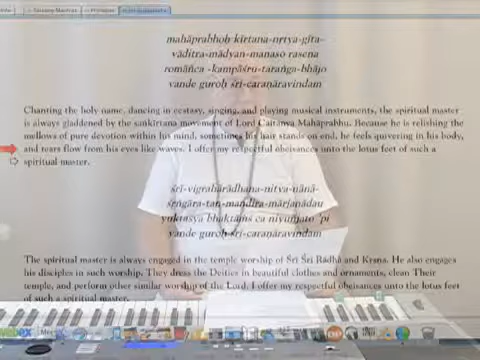 mahāprabhoḥ kīrtana-nṛtya-gīta-
vāditra-mādyan-manaso rasena
romāñca -kampāśru-taraṅga-bhājo
vande guroḥ śrī-caraṇāravindam
Chanting the holy name, dancing in ecstasy, singing, and playing musical instruments, the spiritual master
is always gladdened by the saṅkīrtana movement of Lord Caitanya Mahāprabhu. Because he is relishing the
mellows of pure devotion within his mind, sometimes his hair stands on end, he feels quivering in his body,
and tears flow from his eyes like waves. I offer my respectful obeisances unto the lotus feet of such a
spiritual master.
śrī-vigrahārādhana-nitya-nānā-
śṛṅgāra-tan-mandira-mārjanādau
yuktasya bhaktāṁś ca niyuñjato 'pi
vande guroḥ śrī-caraṇāravindam
The spiritual master is always engaged in the temple worship of Śrī Śrī Rādhā and Kṛṣṇa. He also engages
his disciples in such worship. They dress the Deities in beautiful clothes and ornaments, clean Their
temple, and perform other similar worship of the Lord. I offer my respectful obeisances unto the lotus feet
of such a spiritual master.